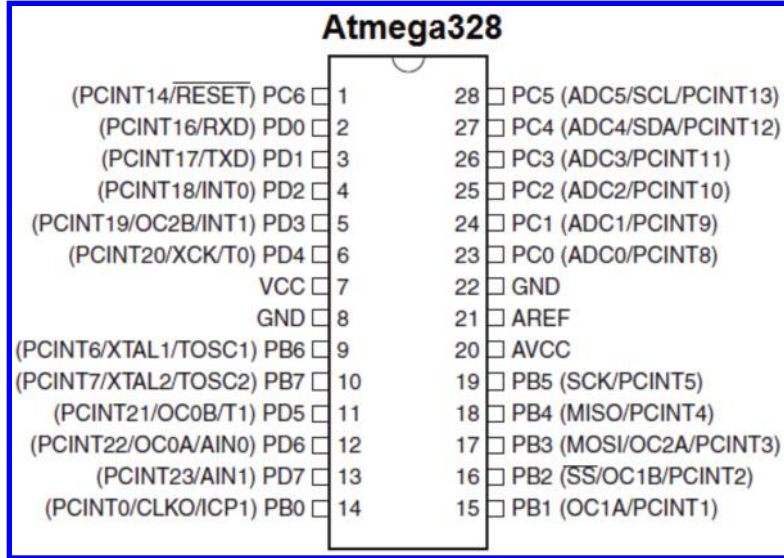 Atmega328
(PCINT14/RESET) PC6 1 28 PC5 (ADC5/SCL/PCINT13)
(PCINT16/RXD) PD0 2 27 PC4 (ADC4/SDA/PCINT12)
(PCINT17/TXD) PD1 3 26 PC3 (ADC3/PCINT11)
(PCINT18/INT0) PD2 4 25 PC2 (ADC2/PCINT10)
(PCINT19/OC2B/INT1) PD3 5 24 PC1 (ADC1/PCINT9)
(PCINT20/XCK/T0) PD4 6 23 PC0 (ADC0/PCINT8)
VCC 7 22 GND
GND 8 21 AREF
(PCINT6/XTAL1/TOSC1) PB6 9 20 AVCC
(PCINT7/XTAL2/TOSC2) PB7 10 19 PB5 (SCK/PCINT5)
(PCINT21/OC0B/T1) PD5 11 18 PB4 (MISO/PCINT4)
(PCINT22/OC0A/AIN0) PD6 12 17 PB3 (MOSI/OC2A/PCINT3)
(PCINT23/AIN1) PD7 13 16 PB2 (SS/OC1B/PCINT2)
(PCINT0/CLKO/ICP1) PB0 14 15 PB1 (OC1A/PCINT1)